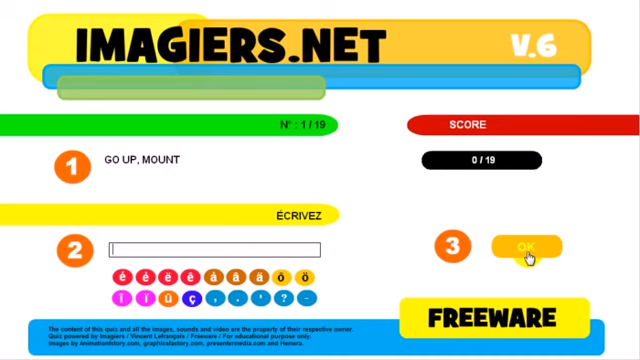 IMAGIERS.NET
V.6
N° : 1 / 19
SCORE
1
GO UP, MOUNT
0 / 19
ÉCRIVEZ
2
3
OK
FREEWARE
The content of this quiz and all the images, sounds and video are the property of their respective owner.
Quiz powered by Imagiers / Vincent Lefrançois / Freeware / For educational purpose only.
Images by Animationfctory.com, graphicsfactory.com, presentermedia.com and Hemera.